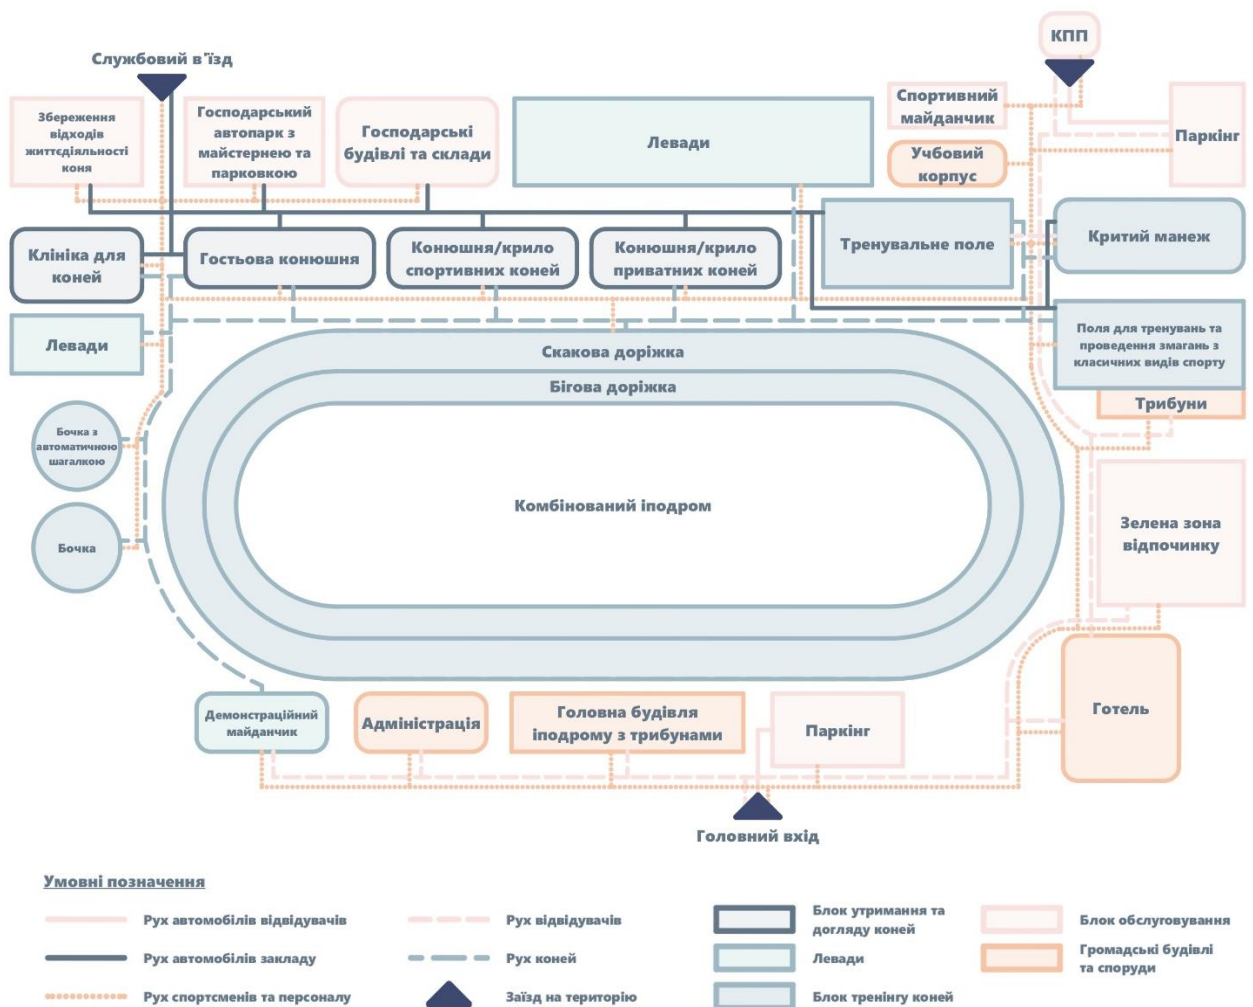 КПП
Службовий в'їзд
Збереження
відходів
життєдіяльності
коня
Господарський
автопарк з
майстернею та
парковкою
Господарські
будівлі та склади
Левади
Спортивний
майданчик
Паркінг
Учбовий
корпус
Клініка для
коней
Гостьова конюшня
Конюшня/крило
спортивних коней
Конюшня/крило
приватних коней
Тренувальне поле
Критий манеж
Левади
Скакова доріжка
Бігова доріжка
Поля для тренувань та
проведення змагань з
класичних видів спорту
Трибуни
Бочка з
автоматичною
шагалкою
Комбінований іподром
Зелена зона
відпочинку
Бочка
Демонстраційний
майданчик
Адміністрація
Головна будівля
іподрому з трибунами
Паркінг
Готель
Головний вхід
Умовні позначення
Рух автомобілів відвідувачів
Рух автомобілів закладу
Рух спортсменів та персоналу
Рух відвідувачів
Рух коней
Заїзд на територію
Блок утримання та
догляду коней
Левади
Блок тренінгу коней
Блок обслуговування
Громадські будівлі
та споруди